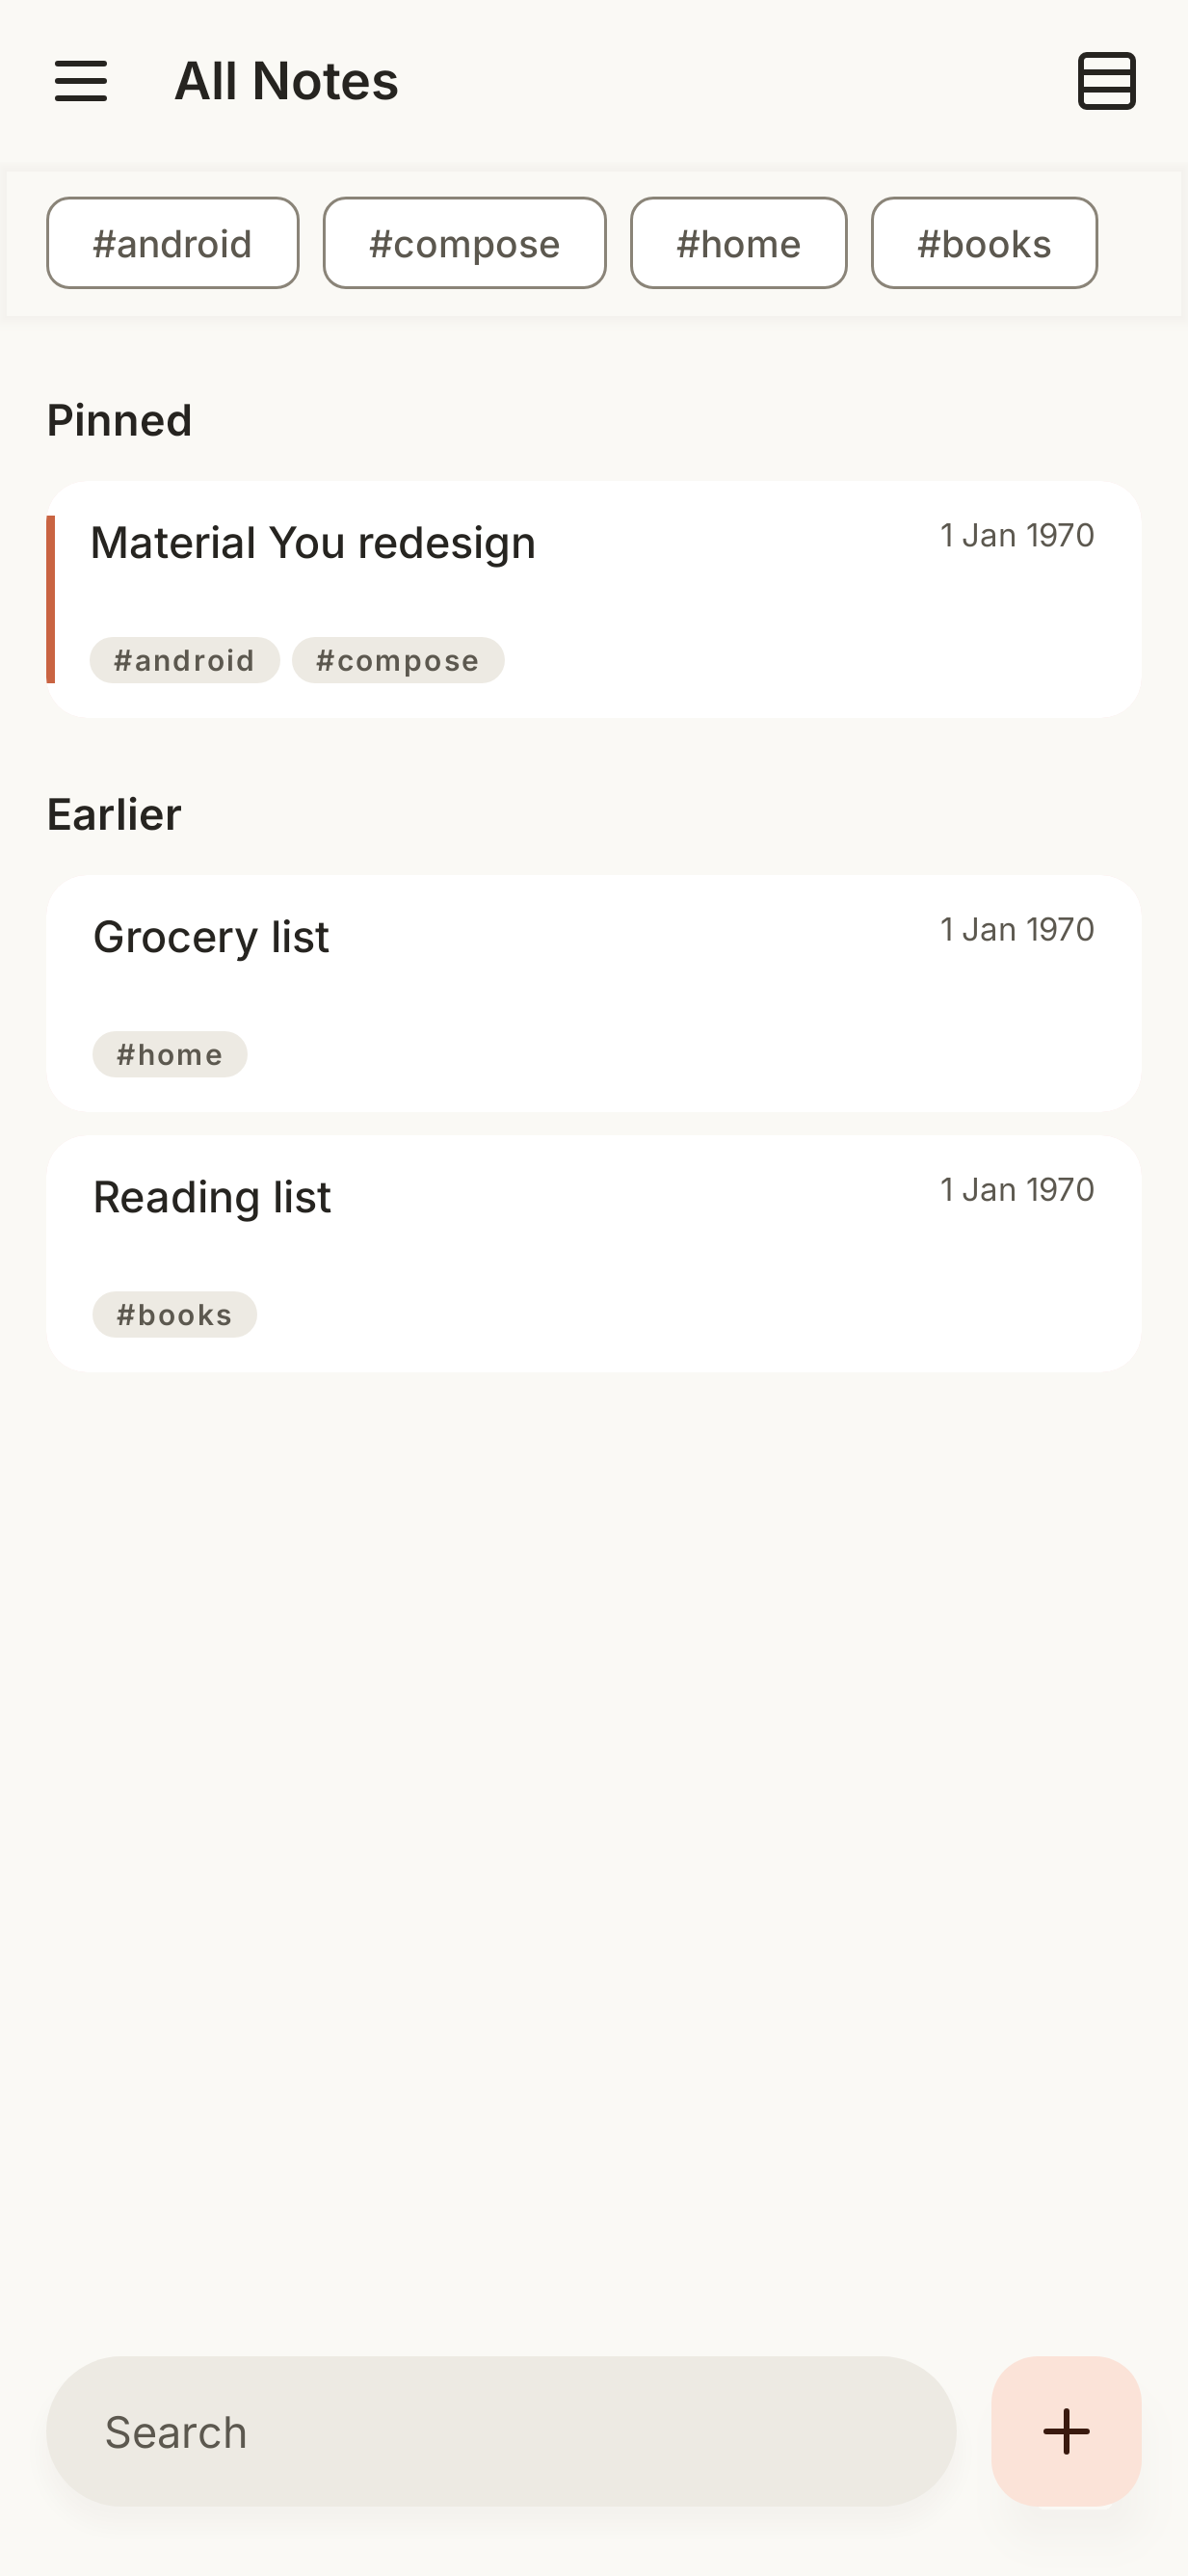 All Notes
#android #compose #home #books
Pinned
Material You redesign 1 Jan 1970
#android #compose
Earlier
Grocery list 1 Jan 1970
#home
Reading list 1 Jan 1970
#books
Search